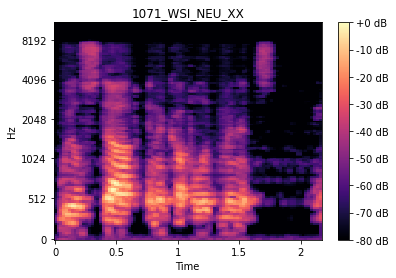 1071_WSI_NEU_XX
+0 dB
8192
-10 dB
4096
-20 dB
-30 dB
2048
-40 dB
Hz
1024
-50 dB
-60 dB
512
-70 dB
0
-80 dB
0 0.5 1 1.5 2
Time